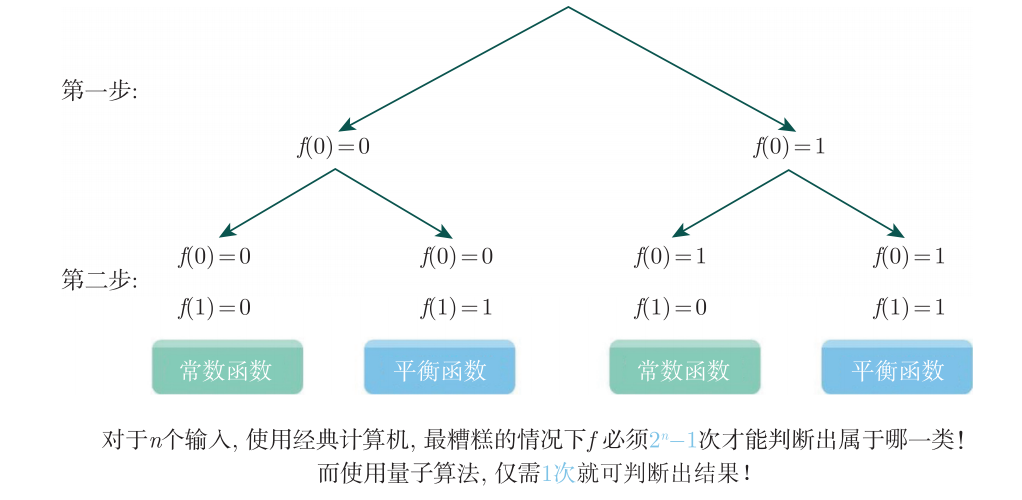 第一步:
f(0)=0 f(0)=1
f(0)=0 f(0)=0 f(0)=1 f(0)=1
第二步:
f(1)=0 f(1)=1 f(1)=0 f(1)=1
常数函数 平衡函数 常数函数 平衡函数
对于n个输入, 使用经典计算机, 最糟糕的情况下f 必须2ⁿ−1次才能判断出属于哪一类!
而使用量子算法, 仅需1次就可判断出结果!